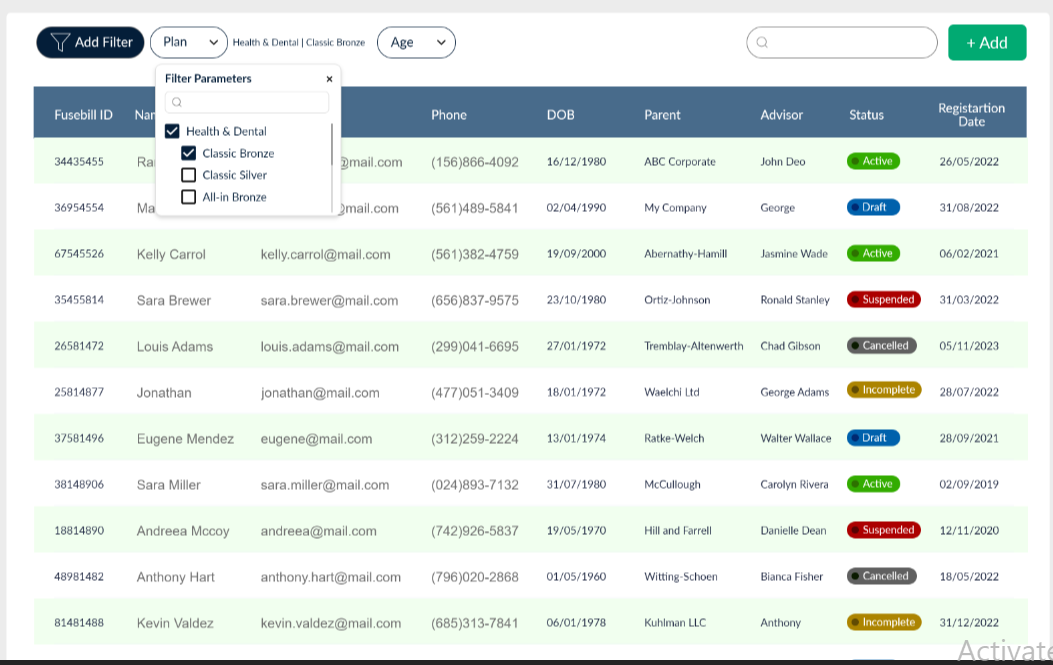 Add Filter Plan Health & Dental | Classic Bronze Age + Add
Filter Parameters ×
Health & Dental
Classic Bronze
Classic Silver
All-in Bronze
Fusebill ID Phone DOB Parent Advisor Status Registartion Date
34435455 @mail.com (156)866-4092 16/12/1980 ABC Corporate John Deo Active 26/05/2022
36954554 @mail.com (561)489-5841 02/04/1990 My Company George Draft 31/08/2022
67545526 Kelly Carrol kelly.carrol@mail.com (561)382-4759 19/09/2000 Abernathy-Hamill Jasmine Wade Active 06/02/2021
35455814 Sara Brewer sara.brewer@mail.com (656)837-9575 23/10/1980 Ortiz-Johnson Ronald Stanley Suspended 31/03/2022
26581472 Louis Adams louis.adams@mail.com (299)041-6695 27/01/1972 Tremblay-Altenwerth Chad Gibson Cancelled 05/11/2023
25814877 Jonathan jonathan@mail.com (477)051-3409 18/01/1972 Waelchi Ltd George Adams Incomplete 28/07/2022
37581496 Eugene Mendez eugene@mail.com (312)259-2224 13/01/1974 Ratke-Welch Walter Wallace Draft 28/09/2021
38148906 Sara Miller sara.miller@mail.com (024)893-7132 31/07/1980 McCullough Carolyn Rivera Active 02/09/2019
18814890 Andreea Mccoy andreea@mail.com (742)926-5837 19/05/1970 Hill and Farrell Danielle Dean Suspended 12/11/2020
48981482 Anthony Hart anthony.hart@mail.com (796)020-2868 01/05/1960 Witting-Schoen Bianca Fisher Cancelled 18/05/2022
81481488 Kevin Valdez kevin.valdez@mail.com (685)313-7841 06/01/1978 Kuhlman LLC Anthony Incomplete 31/12/2022
Activate